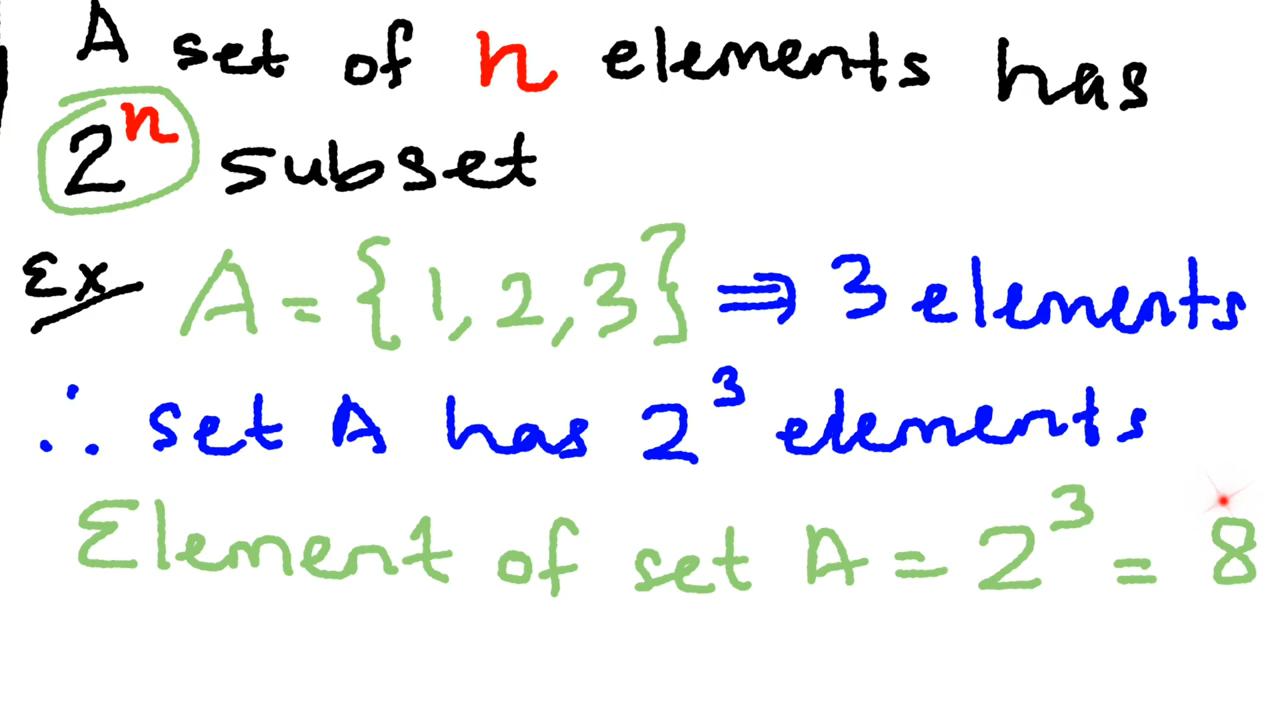 A set of n elements has
2ⁿ subset
Ex A = {1, 2, 3} ⇒ 3 elements
∴ set A has 2³ elements
Element of set A = 2³ = 8